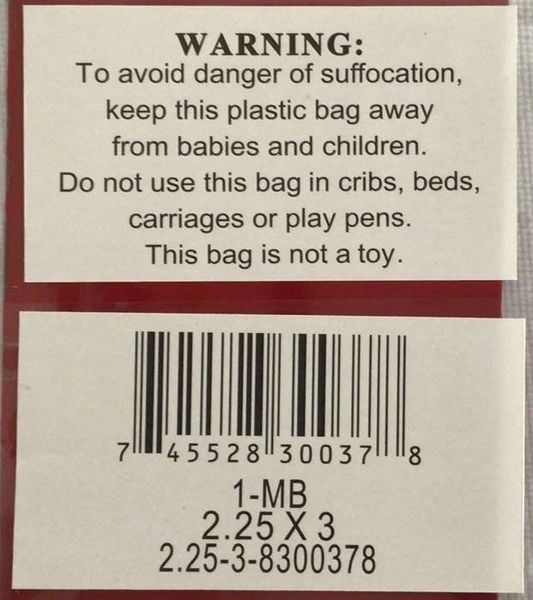 WARNING:
To avoid danger of suffocation,
keep this plastic bag away
from babies and children.
Do not use this bag in cribs, beds,
carriages or play pens.
This bag is not a toy.
7 45528 30037 8
1-MB
2.25 X 3
2.25-3-8300378